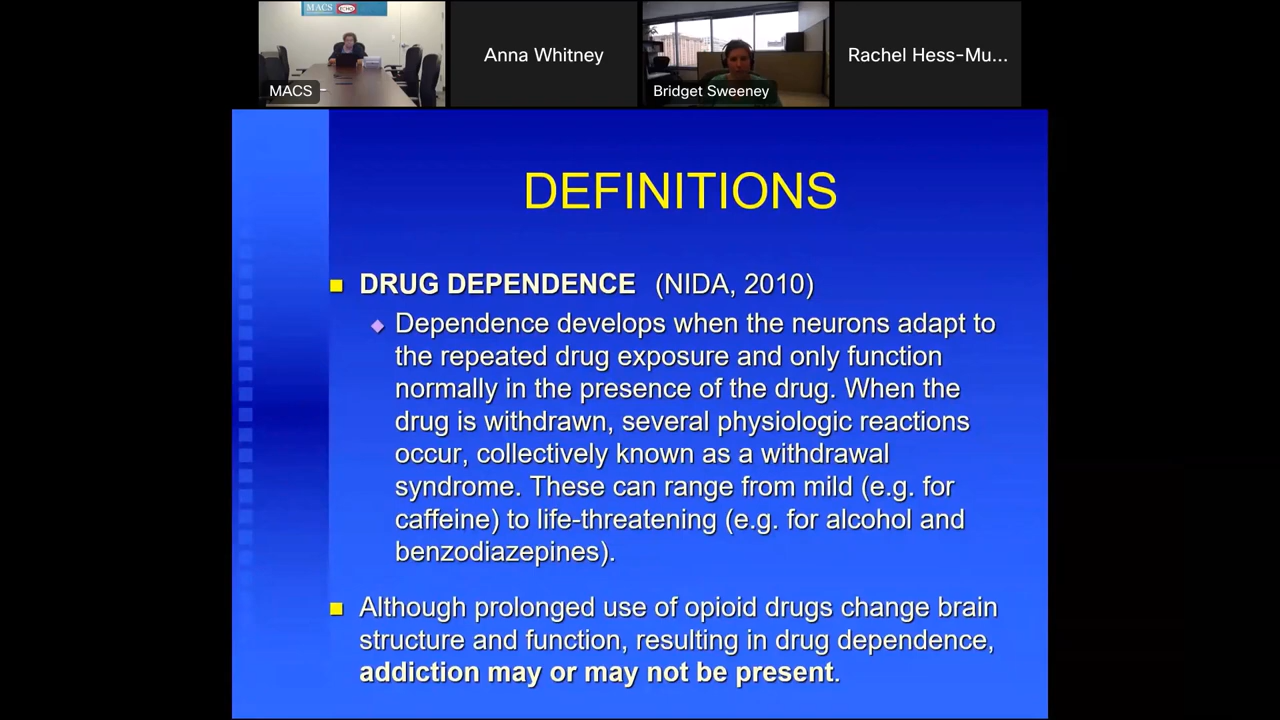 MACS
MACS
Anna Whitney
Bridget Sweeney
Rachel Hess-Mu...
DEFINITIONS
DRUG DEPENDENCE (NIDA, 2010)
Dependence develops when the neurons adapt to
the repeated drug exposure and only function
normally in the presence of the drug. When the
drug is withdrawn, several physiologic reactions
occur, collectively known as a withdrawal
syndrome. These can range from mild (e.g. for
caffeine) to life-threatening (e.g. for alcohol and
benzodiazepines).
Although prolonged use of opioid drugs change brain
structure and function, resulting in drug dependence,
addiction may or may not be present.